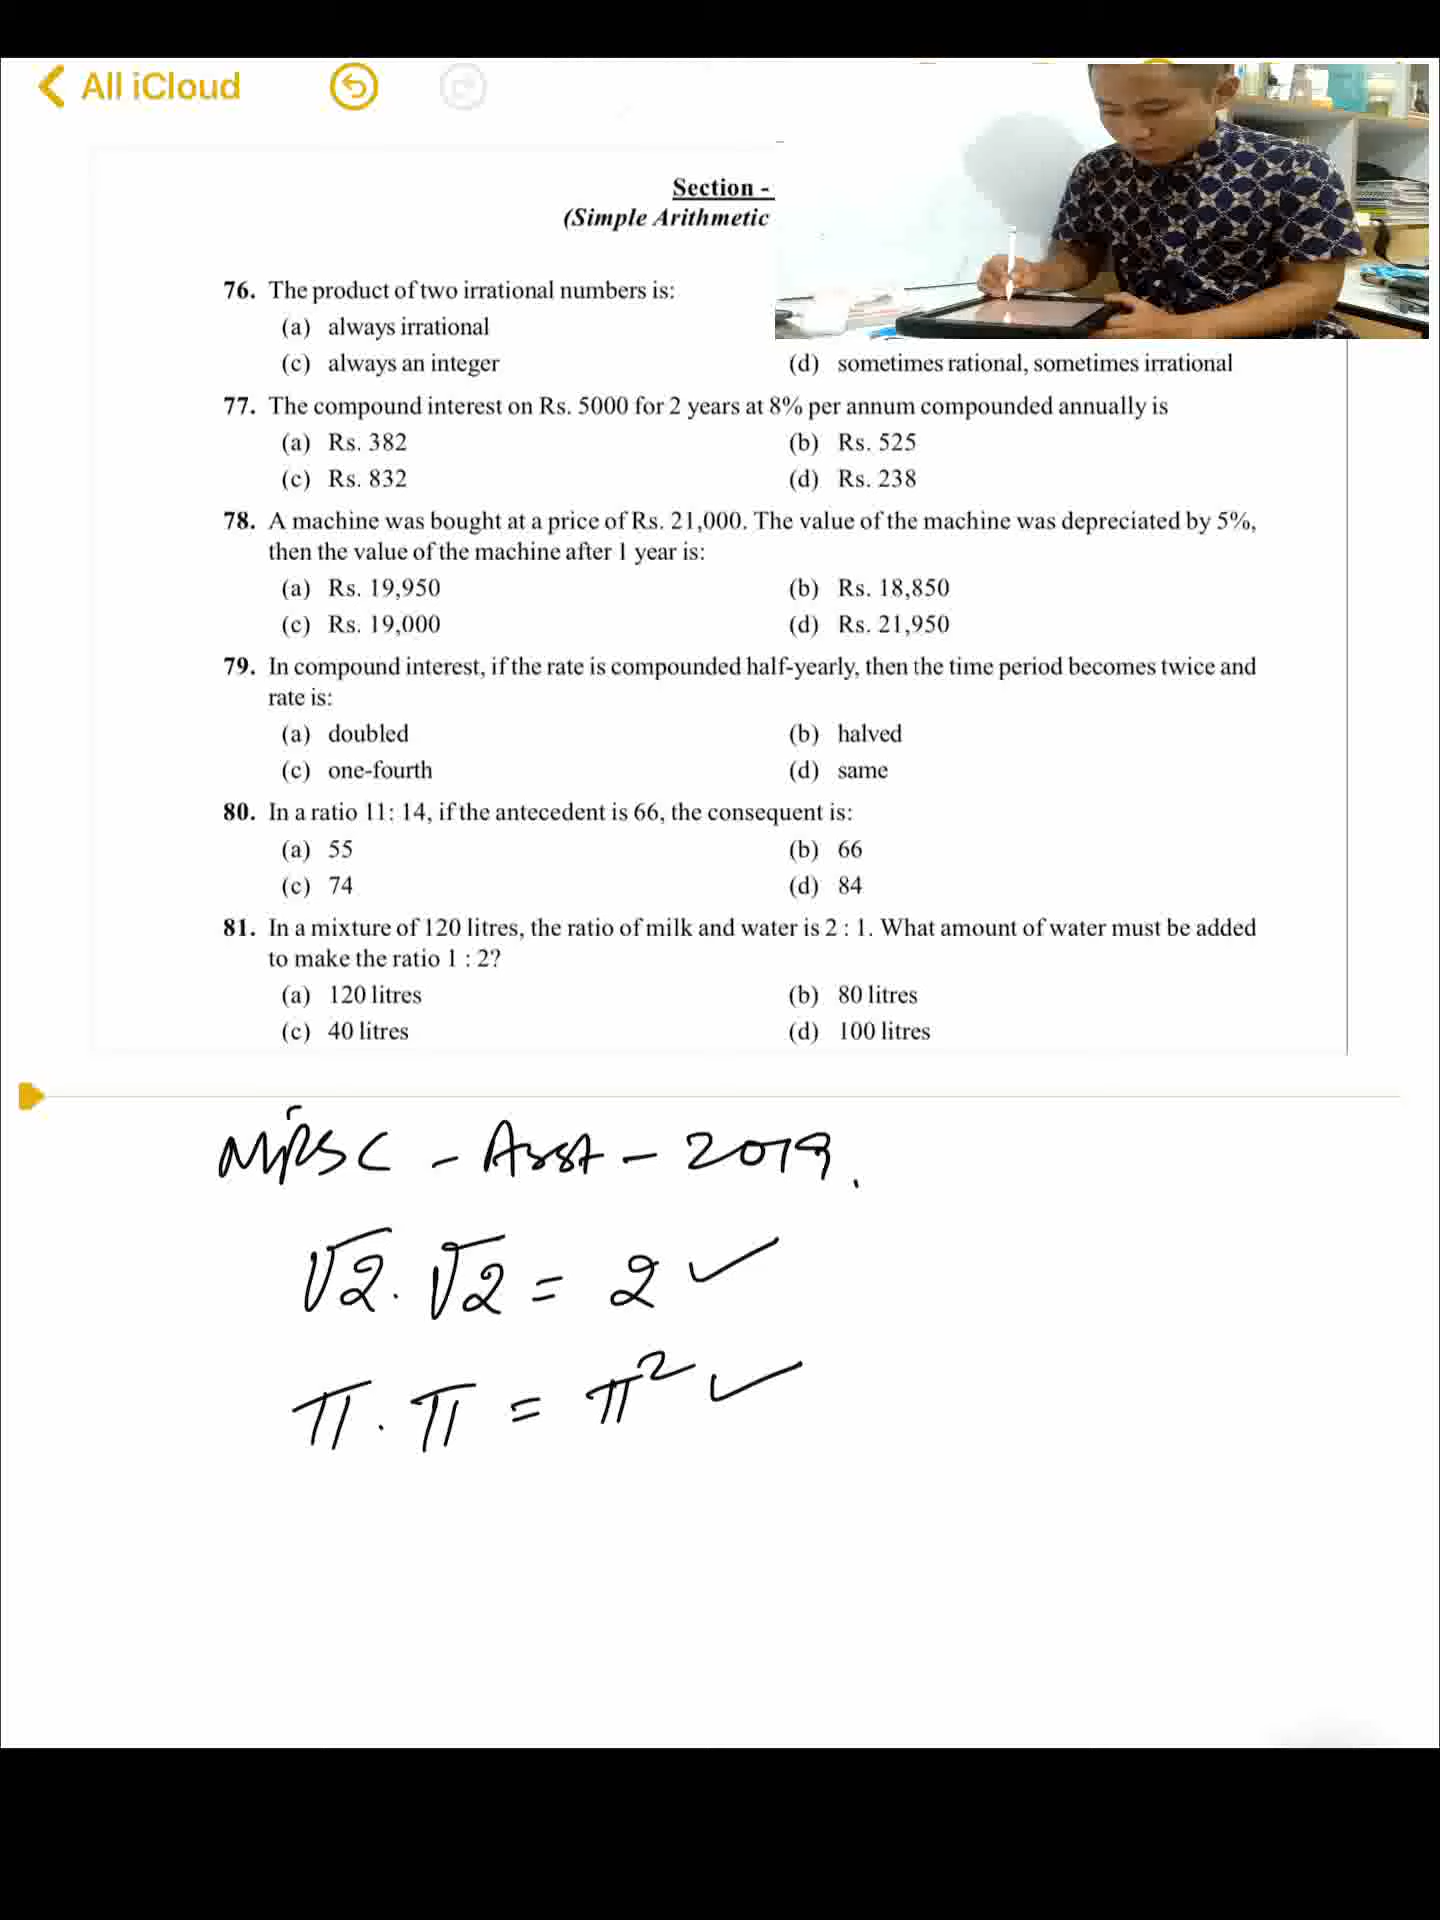 All iCloud
Section -
(Simple Arithmetic
76. The product of two irrational numbers is:
(a) always irrational
(c) always an integer (d) sometimes rational, sometimes irrational
77. The compound interest on Rs. 5000 for 2 years at 8% per annum compounded annually is
(a) Rs. 382 (b) Rs. 525
(c) Rs. 832 (d) Rs. 238
78. A machine was bought at a price of Rs. 21,000. The value of the machine was depreciated by 5%,
then the value of the machine after 1 year is:
(a) Rs. 19,950 (b) Rs. 18,850
(c) Rs. 19,000 (d) Rs. 21,950
79. In compound interest, if the rate is compounded half-yearly, then the time period becomes twice and
rate is:
(a) doubled (b) halved
(c) one-fourth (d) same
80. In a ratio 11: 14, if the antecedent is 66, the consequent is:
(a) 55 (b) 66
(c) 74 (d) 84
81. In a mixture of 120 litres, the ratio of milk and water is 2 : 1. What amount of water must be added
to make the ratio 1 : 2?
(a) 120 litres (b) 80 litres
(c) 40 litres (d) 100 litres
MPSC - Asst - 2019.
√2 . √2 = 2 ✓
π . π = π² ✓